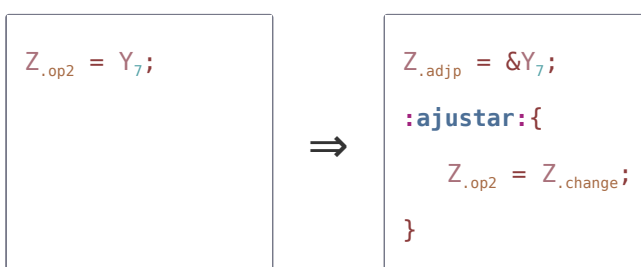 Z.op2 = Y7;
⇒
Z.adjp = &Y7;
:ajustar:{
Z.op2 = Z.change;
}